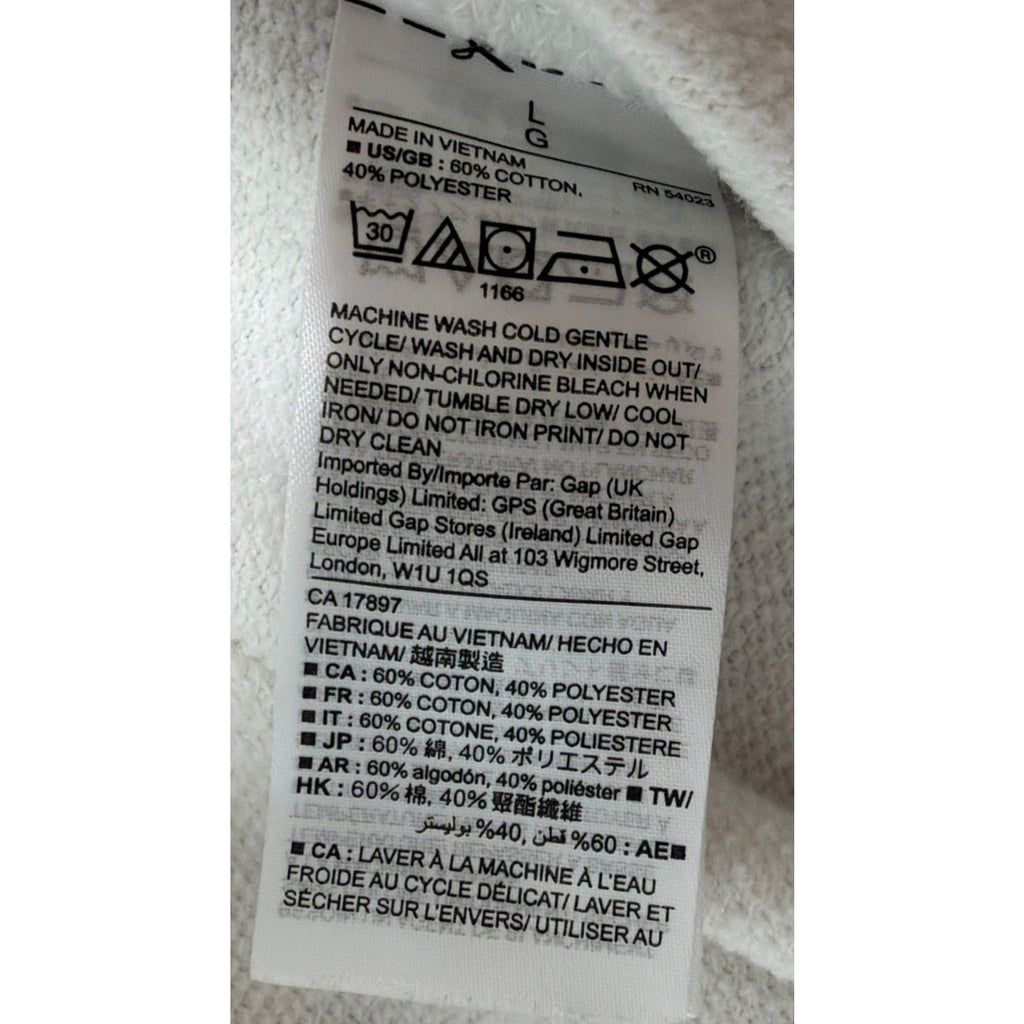 L
G
MADE IN VIETNAM
■ US/GB : 60% COTTON, RN 54023
40% POLYESTER
30 ®
1166
MACHINE WASH COLD GENTLE
CYCLE/ WASH AND DRY INSIDE OUT/
ONLY NON-CHLORINE BLEACH WHEN
NEEDED/ TUMBLE DRY LOW/ COOL
IRON/ DO NOT IRON PRINT/ DO NOT
DRY CLEAN
Imported By/Importe Par: Gap (UK
Holdings) Limited: GPS (Great Britain)
Limited Gap Stores (Ireland) Limited Gap
Europe Limited All at 103 Wigmore Street,
London, W1U 1QS
CA 17897
FABRIQUE AU VIETNAM/ HECHO EN
VIETNAM/ 越南製造
■ CA : 60% COTON, 40% POLYESTER
■ FR : 60% COTON, 40% POLYESTER
■ IT : 60% COTONE, 40% POLIESTERE
■ JP : 60% 綿, 40% ポリエステル
■ AR : 60% algodón, 40% poliéster ■ TW/
HK : 60% 棉, 40% 聚酯纖維
■AE : 60% قطن, 40% بوليستر
■ CA : LAVER À LA MACHINE À L'EAU
FROIDE AU CYCLE DÉLICAT/ LAVER ET
SÉCHER SUR L'ENVERS/ UTILISER AU